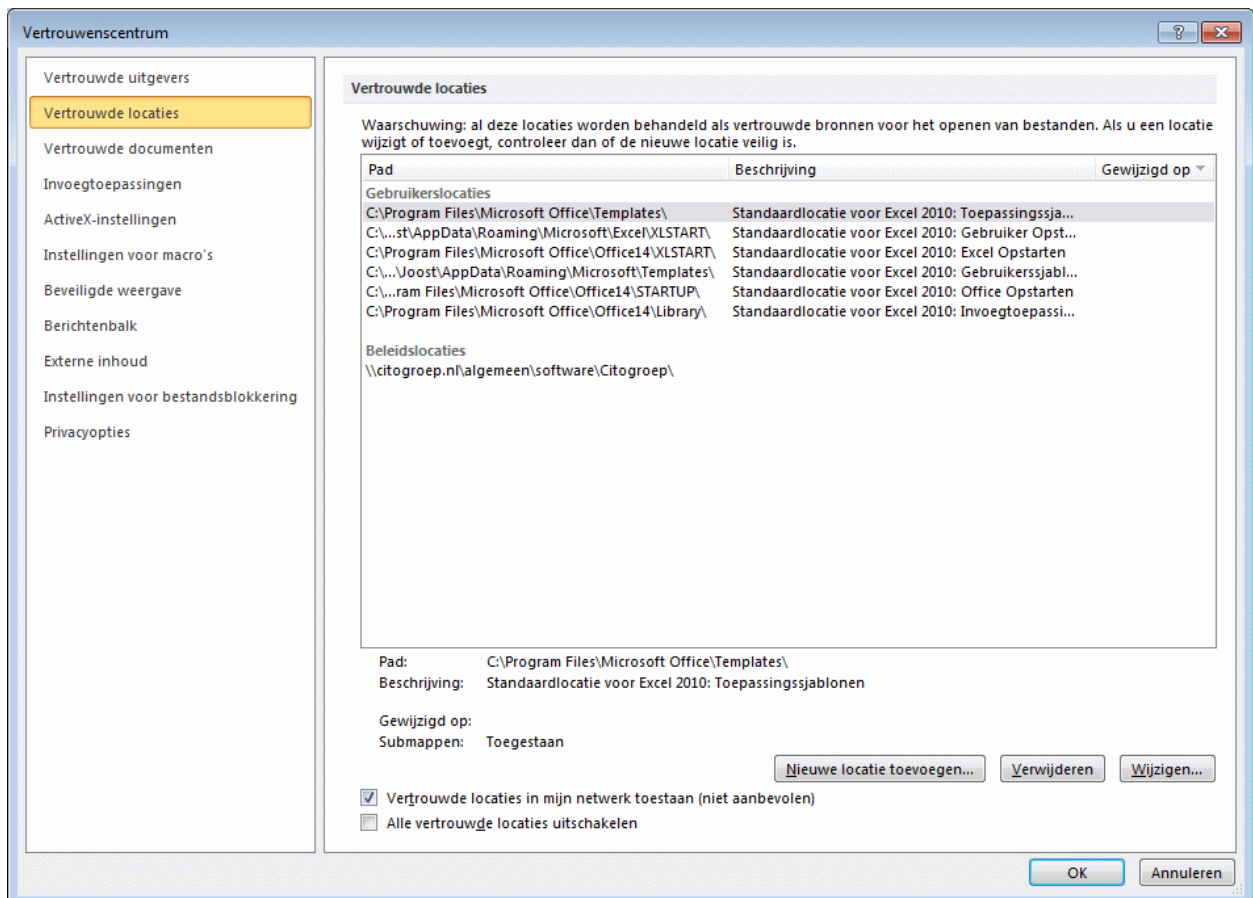 Vertrouwenscentrum
Vertrouwde uitgevers
Vertrouwde locaties
Vertrouwde documenten
Invoegtoepassingen
ActiveX-instellingen
Instellingen voor macro's
Beveiligde weergave
Berichtenbalk
Externe inhoud
Instellingen voor bestandsblokkering
Privacyopties
Vertrouwde locaties
Waarschuwing: al deze locaties worden behandeld als vertrouwde bronnen voor het openen van bestanden. Als u een locatie
wijzigt of toevoegt, controleer dan of de nieuwe locatie veilig is.
Pad Beschrijving Gewijzigd op
Gebruikerslocaties
C:\Program Files\Microsoft Office\Templates\ Standaardlocatie voor Excel 2010: Toepassingssja...
C:\...st\AppData\Roaming\Microsoft\Excel\XLSTART\ Standaardlocatie voor Excel 2010: Gebruiker Opst...
C:\Program Files\Microsoft Office\Office14\XLSTART\ Standaardlocatie voor Excel 2010: Excel Opstarten
C:\...\Joost\AppData\Roaming\Microsoft\Templates\ Standaardlocatie voor Excel 2010: Gebruikerssjabl...
C:\...ram Files\Microsoft Office\Office14\STARTUP\ Standaardlocatie voor Excel 2010: Office Opstarten
C:\Program Files\Microsoft Office\Office14\Library\ Standaardlocatie voor Excel 2010: Invoegtoepassi...
Beleidslocaties
\\citogroep.nl\algemeen\software\Citogroep\
Pad: C:\Program Files\Microsoft Office\Templates\
Beschrijving: Standaardlocatie voor Excel 2010: Toepassingssjablonen
Gewijzigd op:
Submappen: Toegestaan
Nieuwe locatie toevoegen... Verwijderen Wijzigen...
Vertrouwde locaties in mijn netwerk toestaan (niet aanbevolen)
Alle vertrouwde locaties uitschakelen
OK Annuleren